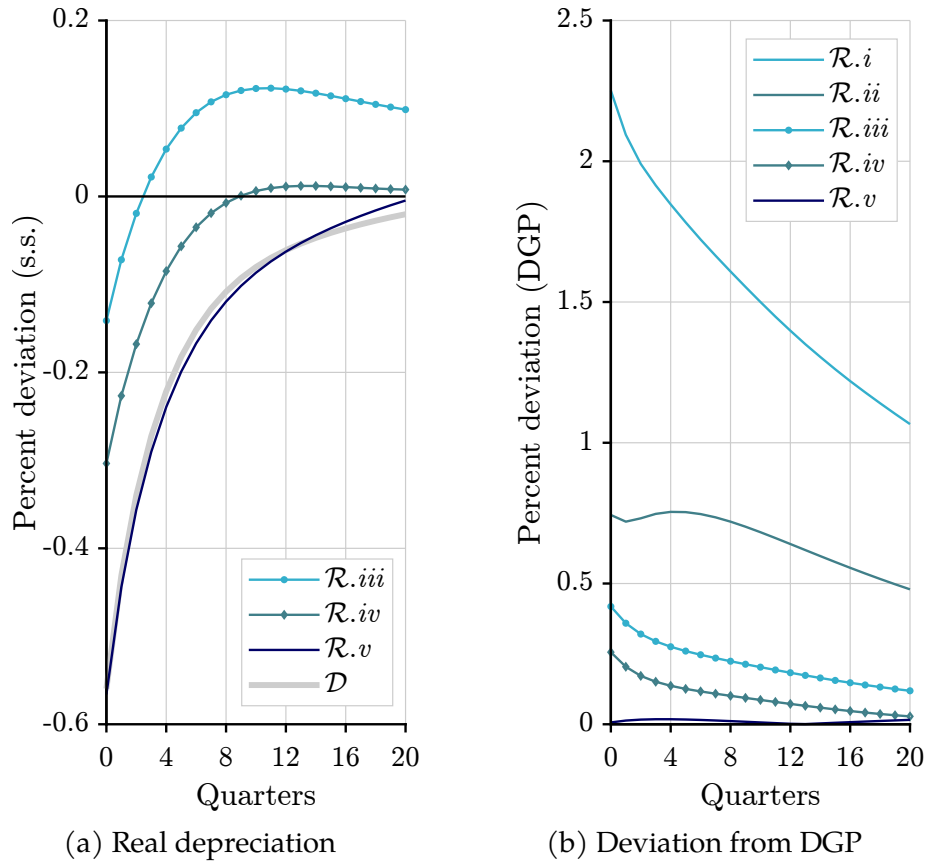 Percent deviation (s.s.)
0.2
0
-0.2
-0.4
-0.6
0 4 8 12 16 20
Quarters
R.iii
R.iv
R.v
D
(a) Real depreciation
Percent deviation (DGP)
2.5
2
1.5
1
0.5
0
0 4 8 12 16 20
Quarters
R.i
R.ii
R.iii
R.iv
R.v
(b) Deviation from DGP